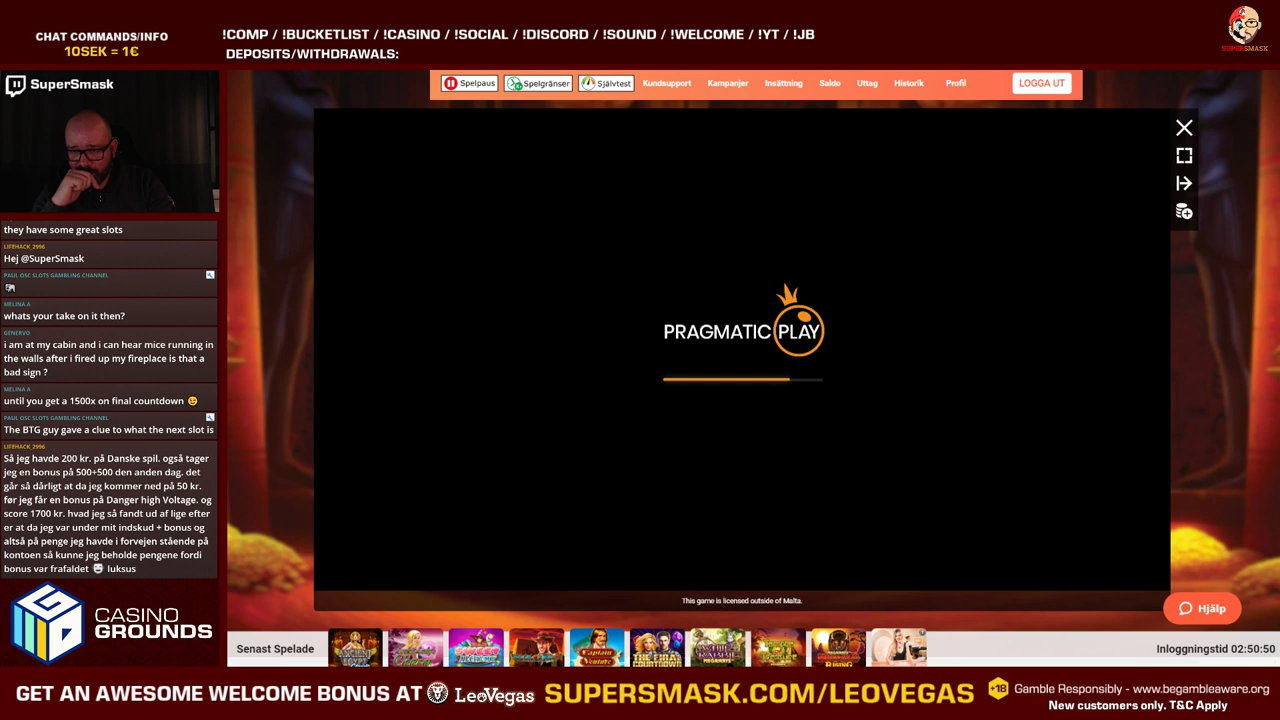 CHAT COMMANDS/INFO
10SEK = 1€
!COMP / !BUCKETLIST / !CASINO / !SOCIAL / !DISCORD / !SOUND / !WELCOME / !YT / !JB
DEPOSITS/WITHDRAWALS:
SUPERSMASK
SuperSmask
Spelpaus
Spelgränser
Självtest
Kundsupport
Kampanjer
Insättning
Saldo
Uttag
Historik
Profil
LOGGA UT
they have some great slots
LIFEHACK_2996
Hej @SuperSmask
PAUL OSC SLOTS GAMBLING CHANNEL
MELINA A
whats your take on it then?
GENERVO
i am at my cabin and i can hear mice running in
the walls after i fired up my fireplace is that a
bad sign ?
MELINA A
until you get a 1500x on final countdown 😉
PAUL OSC SLOTS GAMBLING CHANNEL
The BTG guy gave a clue to what the next slot is
LIFEHACK_2996
Så jeg havde 200 kr. på Danske spil. også tager
jeg en bonus på 500+500 den anden dag. det
går så dårligt at da jeg kommer ned på 50 kr.
før jeg får en bonus på Danger high Voltage. og
score 1700 kr. hvad jeg så fandt ud af lige efter
er at da jeg var under mit indskud + bonus og
altså på penge jeg havde i forvejen stående på
kontoen så kunne jeg beholde pengene fordi
bonus var frafaldet luksus
PRAGMATIC PLAY
This game is licensed outside of Malta.
Hjälp
CASINO
GROUNDS
Senast Spelade
Inloggningstid 02:50:50
GET AN AWESOME WELCOME BONUS AT LeoVegas SUPERSMASK.COM/LEOVEGAS
+18 Gamble Responsibly - www.begambleaware.org
New customers only. T&C Apply